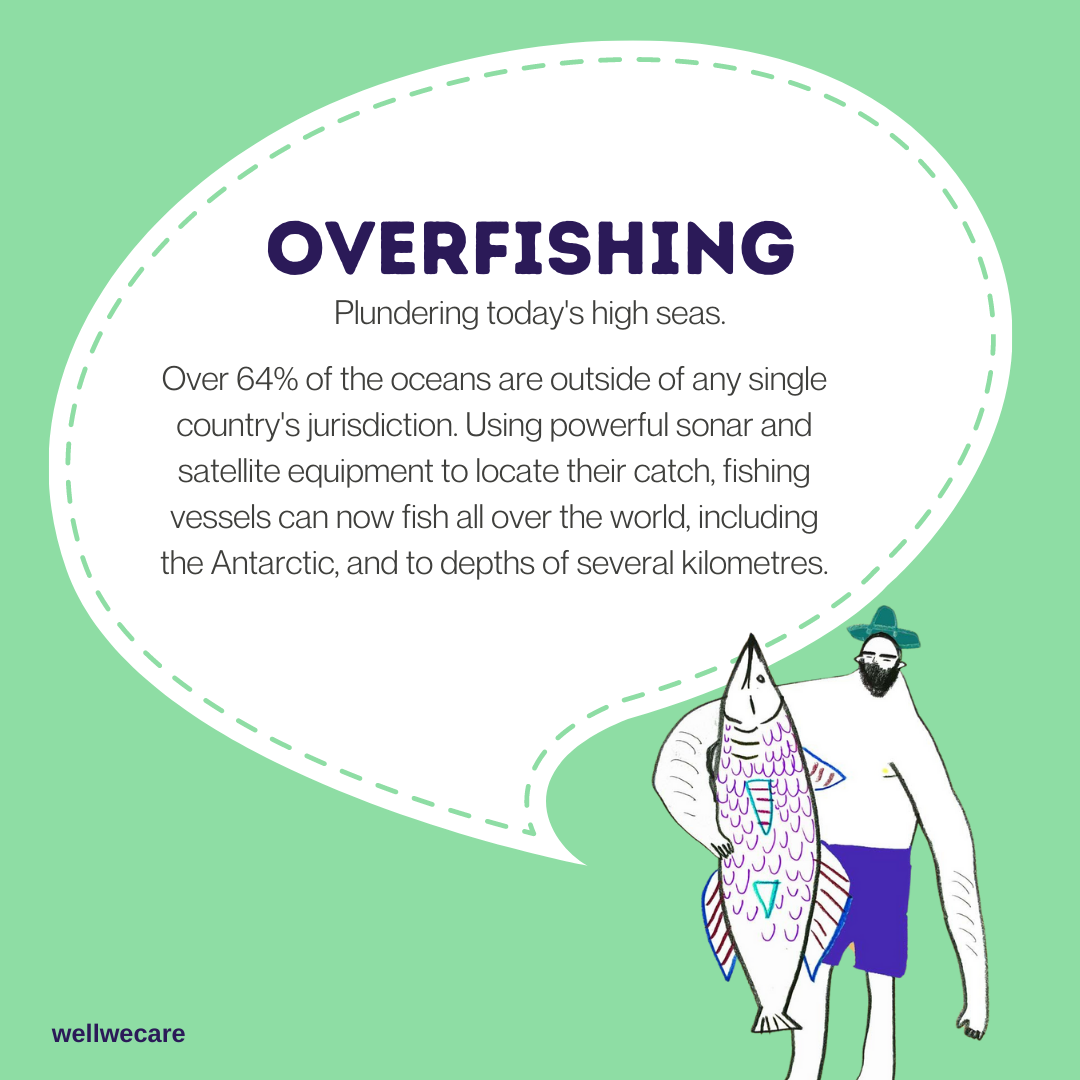 OVERFISHING
Plundering today's high seas.
Over 64% of the oceans are outside of any single
country's jurisdiction. Using powerful sonar and
satellite equipment to locate their catch, fishing
vessels can now fish all over the world, including
the Antarctic, and to depths of several kilometres.
wellwecare